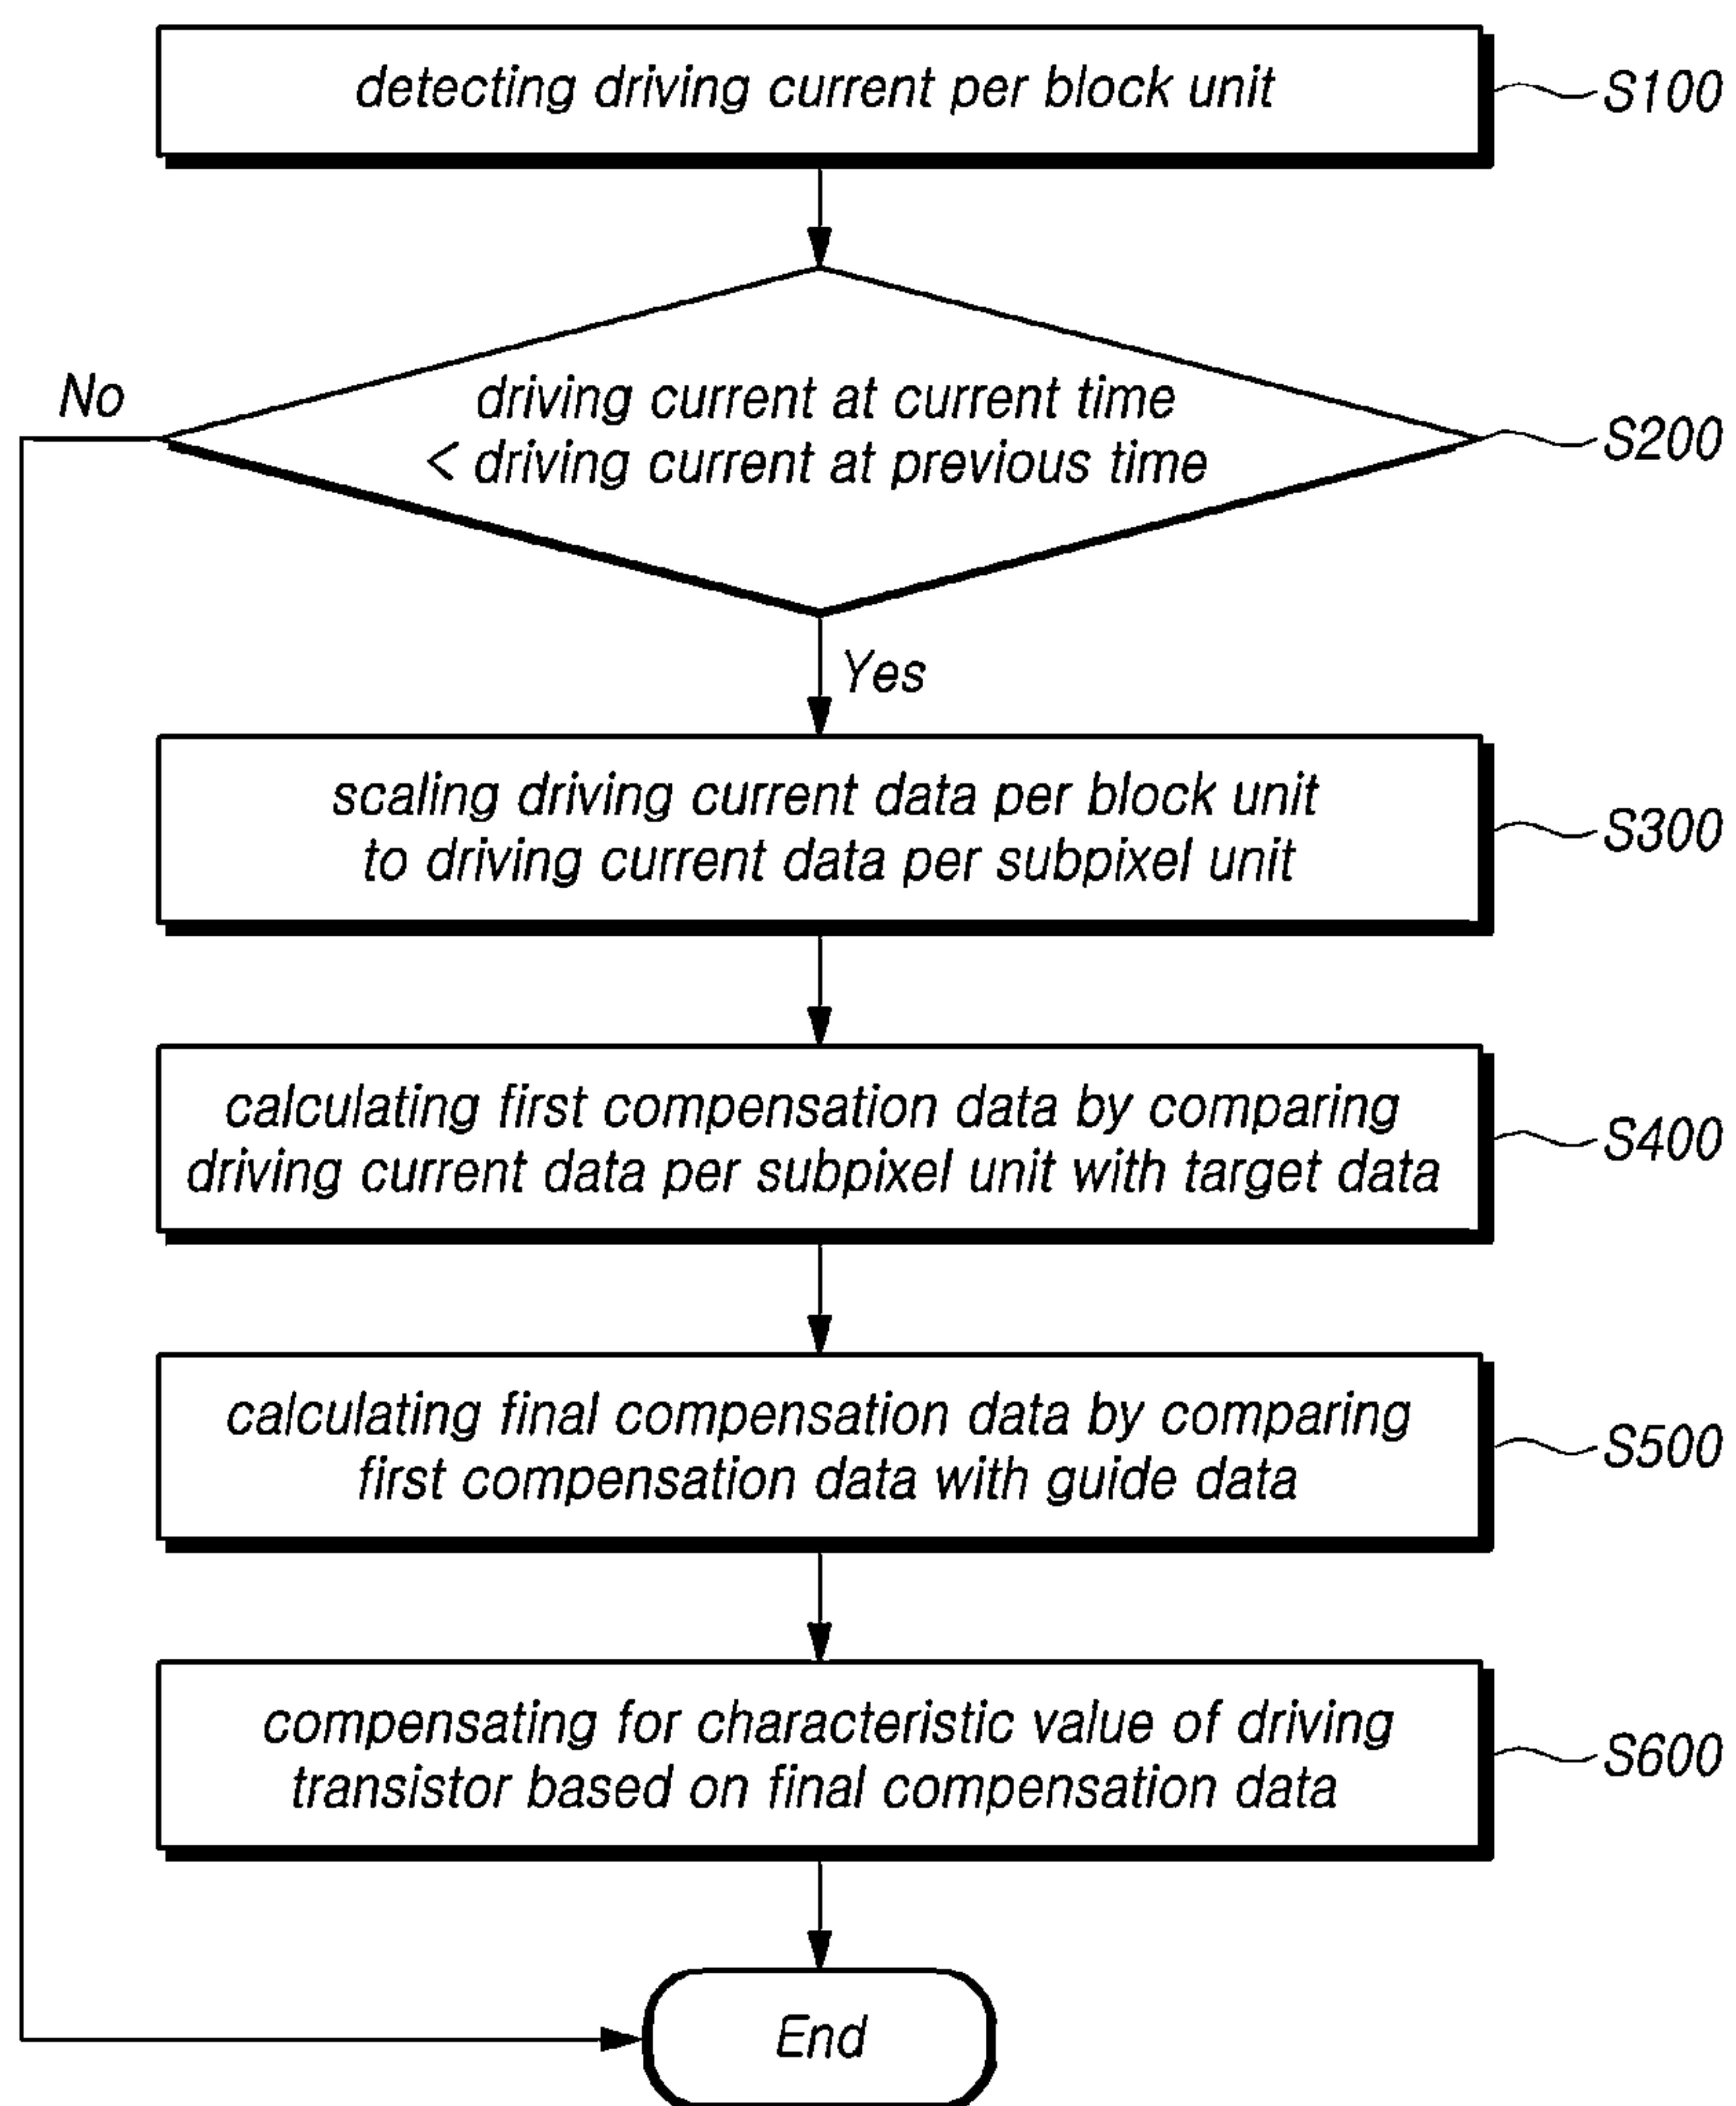 detecting driving current per block unit
S100
driving current at current time
< driving current at previous time
S200
No
Yes
scaling driving current data per block unit
to driving current data per subpixel unit
S300
calculating first compensation data by comparing
driving current data per subpixel unit with target data
S400
calculating final compensation data by comparing
first compensation data with guide data
S500
compensating for characteristic value of driving
transistor based on final compensation data
S600
End